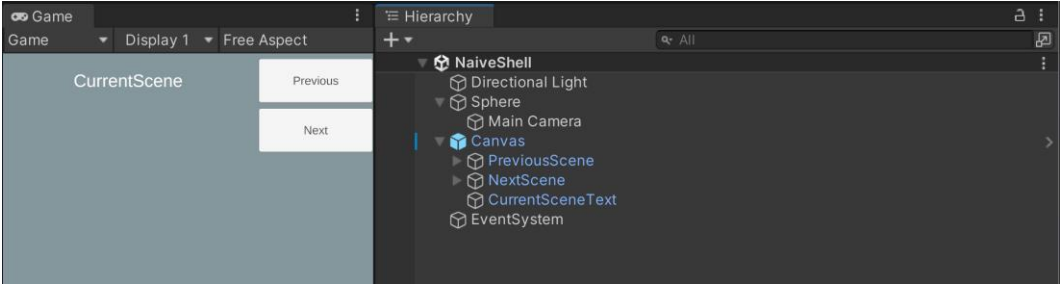 Game
Game Display 1 Free Aspect
CurrentScene
Previous
Next
Hierarchy
All
NaiveShell
Directional Light
Sphere
Main Camera
Canvas
PreviousScene
NextScene
CurrentSceneText
EventSystem